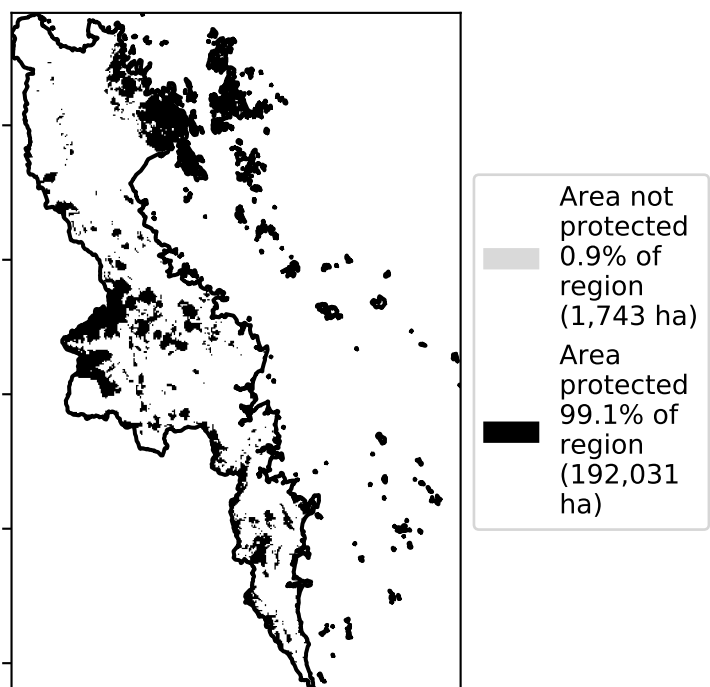 Area not
protected
0.9% of
region
(1,743 ha)
Area
protected
99.1% of
region
(192,031
ha)